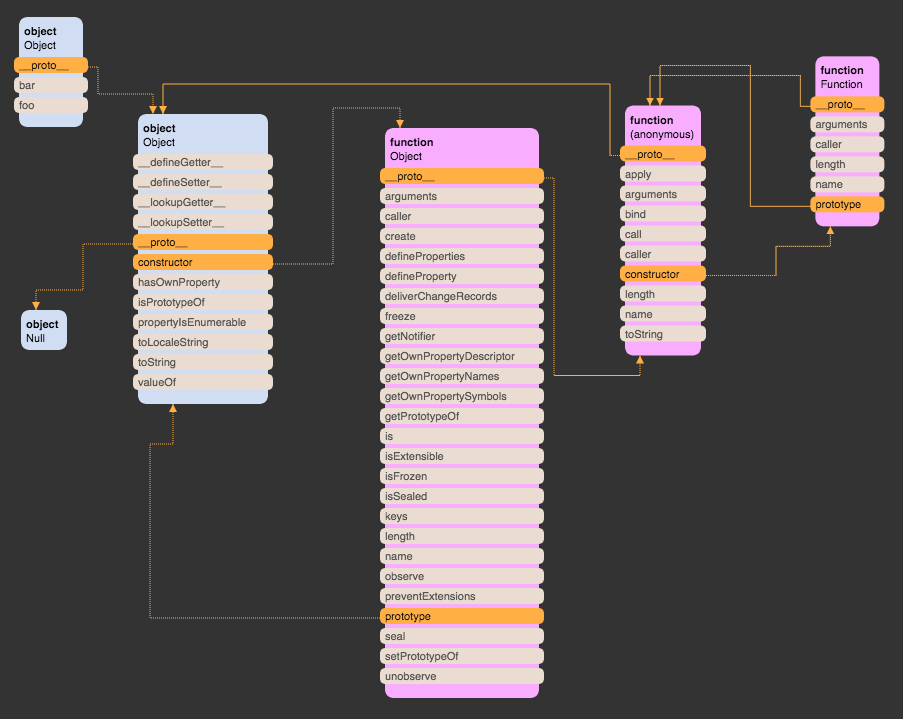 object
Object
__proto__
bar
foo
object
Object
__defineGetter__
__defineSetter__
__lookupGetter__
__lookupSetter__
__proto__
constructor
hasOwnProperty
isPrototypeOf
propertyIsEnumerable
toLocaleString
toString
valueOf
object
Null
function
Object
__proto__
arguments
caller
create
defineProperties
defineProperty
deliverChangeRecords
freeze
getNotifier
getOwnPropertyDescriptor
getOwnPropertyNames
getOwnPropertySymbols
getPrototypeOf
is
isExtensible
isFrozen
isSealed
keys
length
name
observe
preventExtensions
prototype
seal
setPrototypeOf
unobserve
function
(anonymous)
__proto__
apply
arguments
bind
call
caller
constructor
length
name
toString
function
Function
__proto__
arguments
caller
length
name
prototype